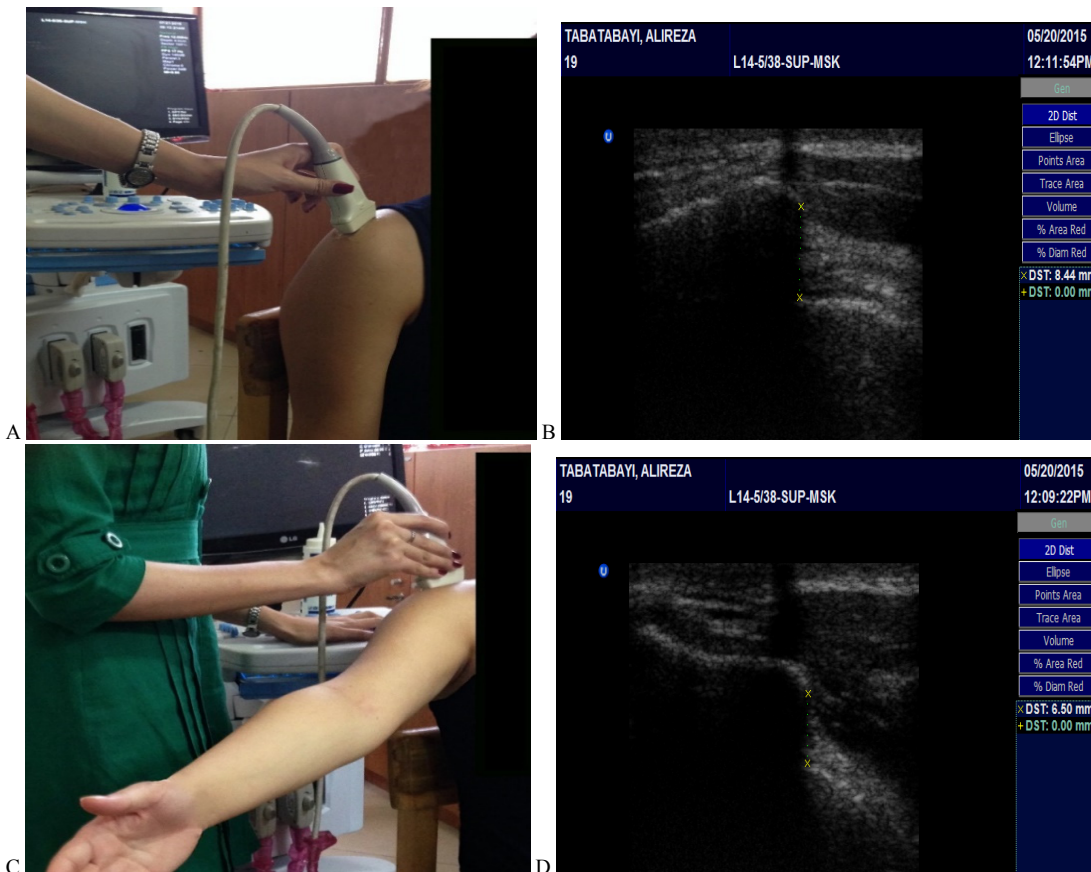 A
TABATABAYI, ALIREZA
05/20/2015
19
L14-5/38-SUP-MSK
12:11:54PM
Gen
2D Dist
Ellipse
Points Area
Trace Area
Volume
% Area Red
% Diam Red
× DST: 8.44 mm
+ DST: 0.00 mm
U
B
LG
C
TABATABAYI, ALIREZA
05/20/2015
19
L14-5/38-SUP-MSK
12:09:22PM
Gen
2D Dist
Ellipse
Points Area
Trace Area
Volume
% Area Red
% Diam Red
× DST: 6.50 mm
+ DST: 0.00 mm
U
D